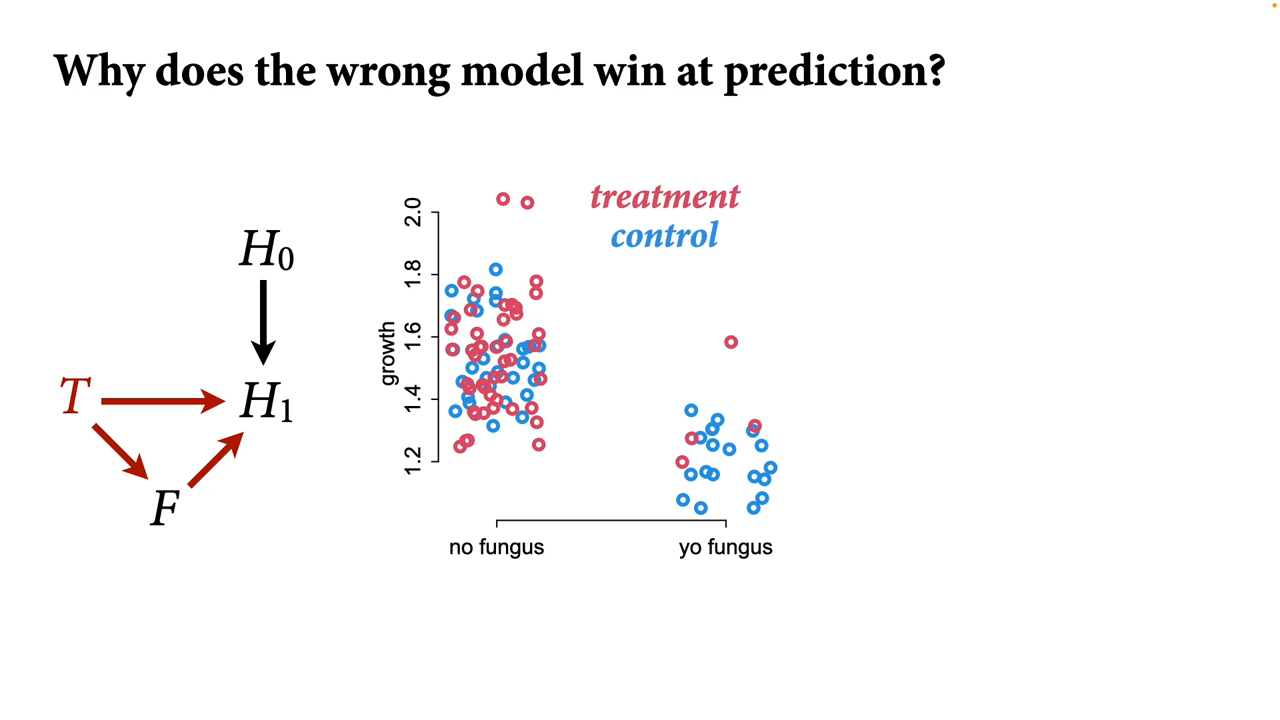 Why does the wrong model win at prediction?
H0
T
H1
F
treatment
control
growth
2.0
1.8
1.6
1.4
1.2
no fungus
yo fungus